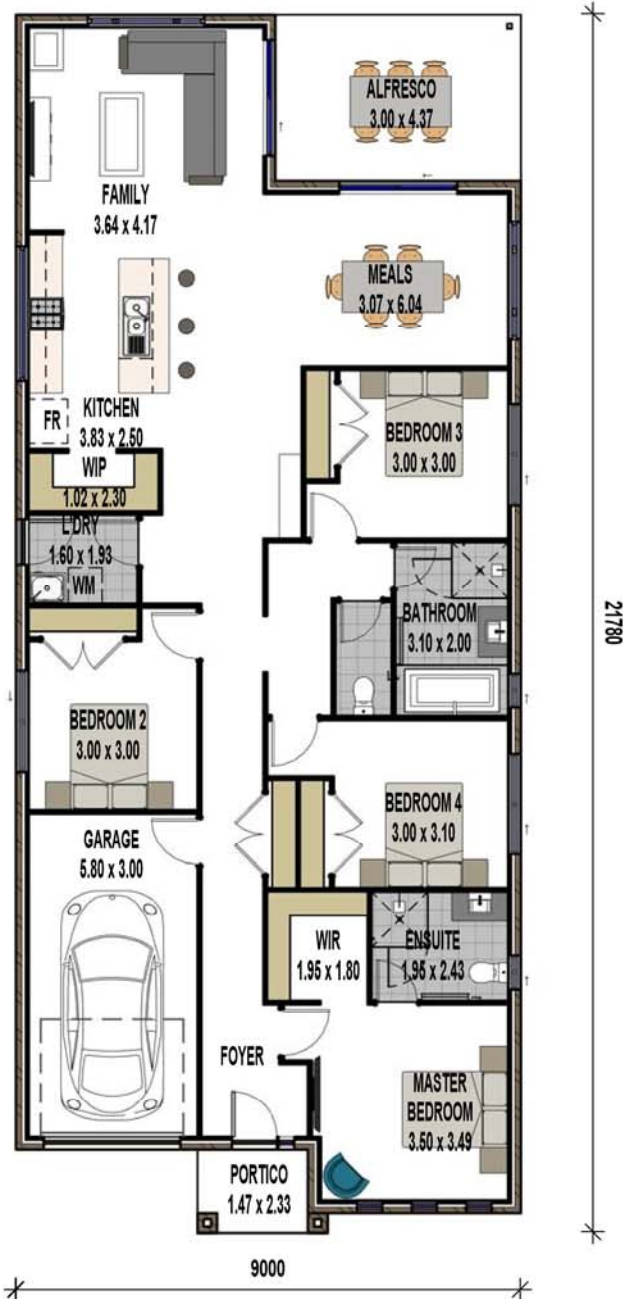 ALFRESCO
3.00 x 4.37
FAMILY
3.64 x 4.17
MEALS
3.07 x 6.04
KITCHEN
3.83 x 2.50
FR
WIP
1.02 x 2.30
BEDROOM 3
3.00 x 3.00
L'DRY
1.60 x 1.93
WM
BATHROOM
3.10 x 2.00
21780
BEDROOM 2
3.00 x 3.00
BEDROOM 4
3.00 x 3.10
GARAGE
5.80 x 3.00
WIR
1.95 x 1.80
ENSUITE
1.95 x 2.43
FOYER
MASTER
BEDROOM
3.50 x 3.49
PORTICO
1.47 x 2.33
9000